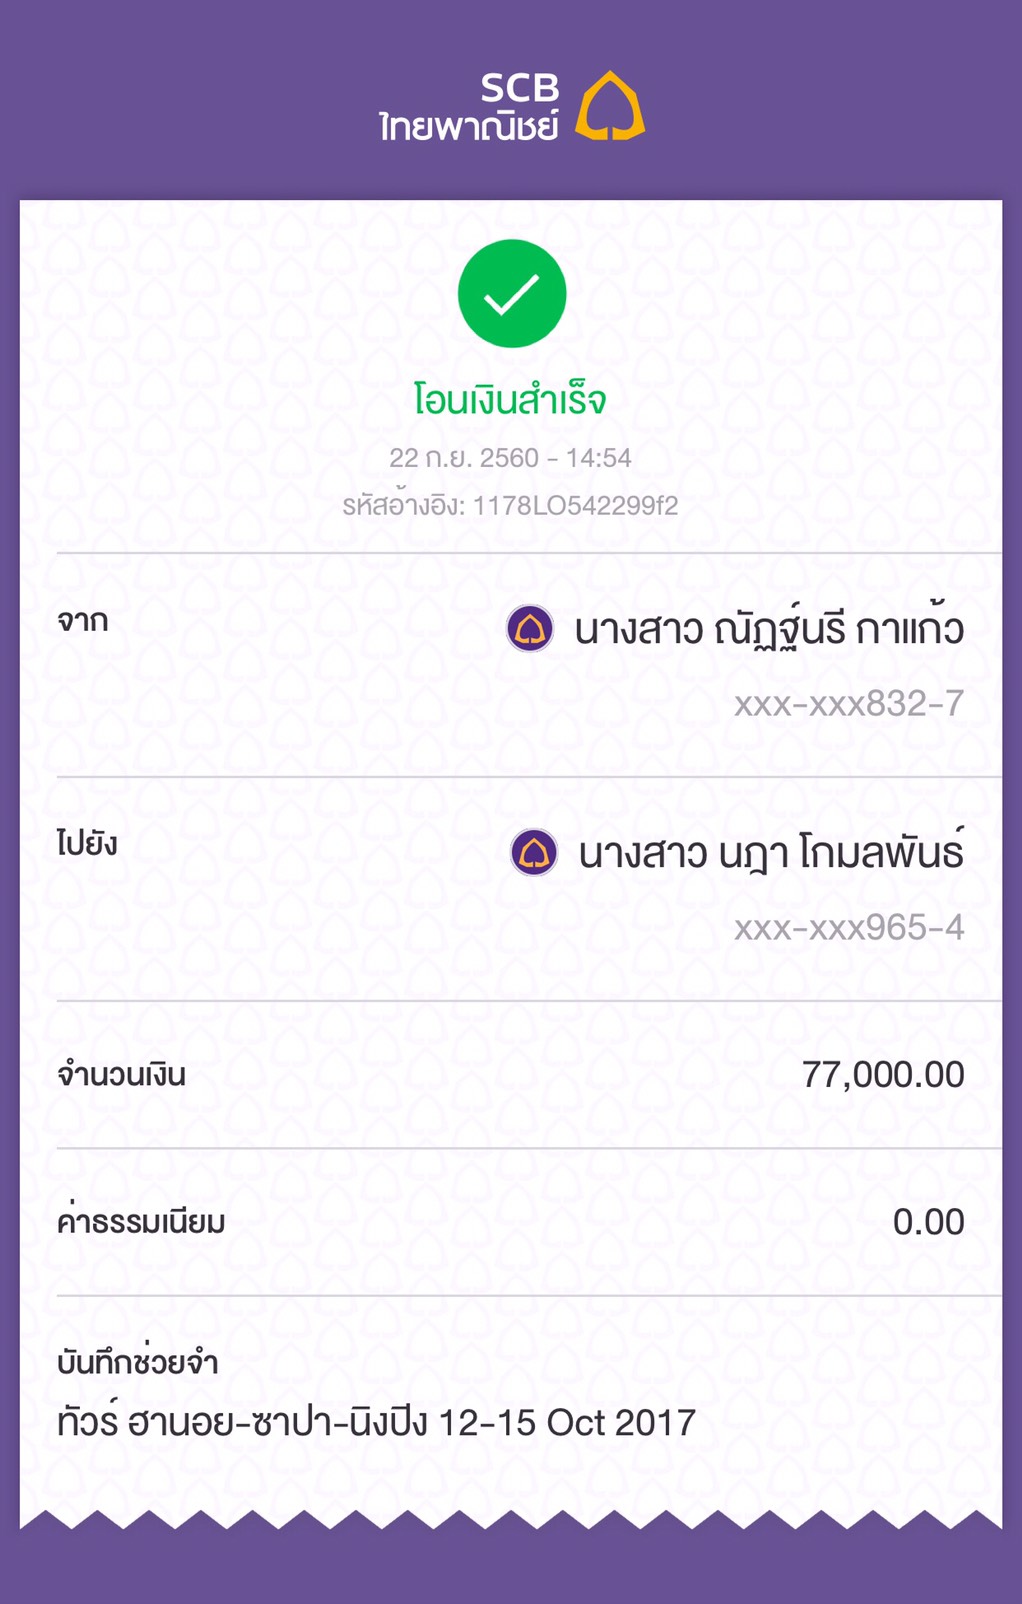 SCB
ไทยพาณิชย์
โอนเงินสำเร็จ
22 ก.ย. 2560 - 14:54
รหัสอ้างอิง: 1178LO542299f2
จาก
นางสาว ณัฏฐ์นรี กาแก้ว
xxx-xxx832-7
ไปยัง
นางสาว นฎา โกมลพันธ์
xxx-xxx965-4
จำนวนเงิน 77,000.00
ค่าธรรมเนียม 0.00
บันทึกช่วยจำ
ทัวร์ ฮานอย-ซาปา-นิงปิง 12-15 Oct 2017